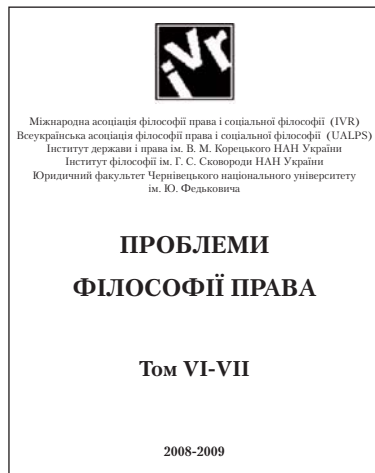 ivr
Міжнародна асоціація філософії права і соціальної філософії (IVR)
Всеукраїнська асоціація філософії права і соціальної філософії (UALPS)
Інститут держави і права ім. В. М. Корецького НАН України
Інститут філософії ім. Г. С. Сковороди НАН України
Юридичний факультет Чернівецького національного університету
ім. Ю. Федьковича
ПРОБЛЕМИ
ФІЛОСОФІЇ ПРАВА
Том VI-VII
2008-2009